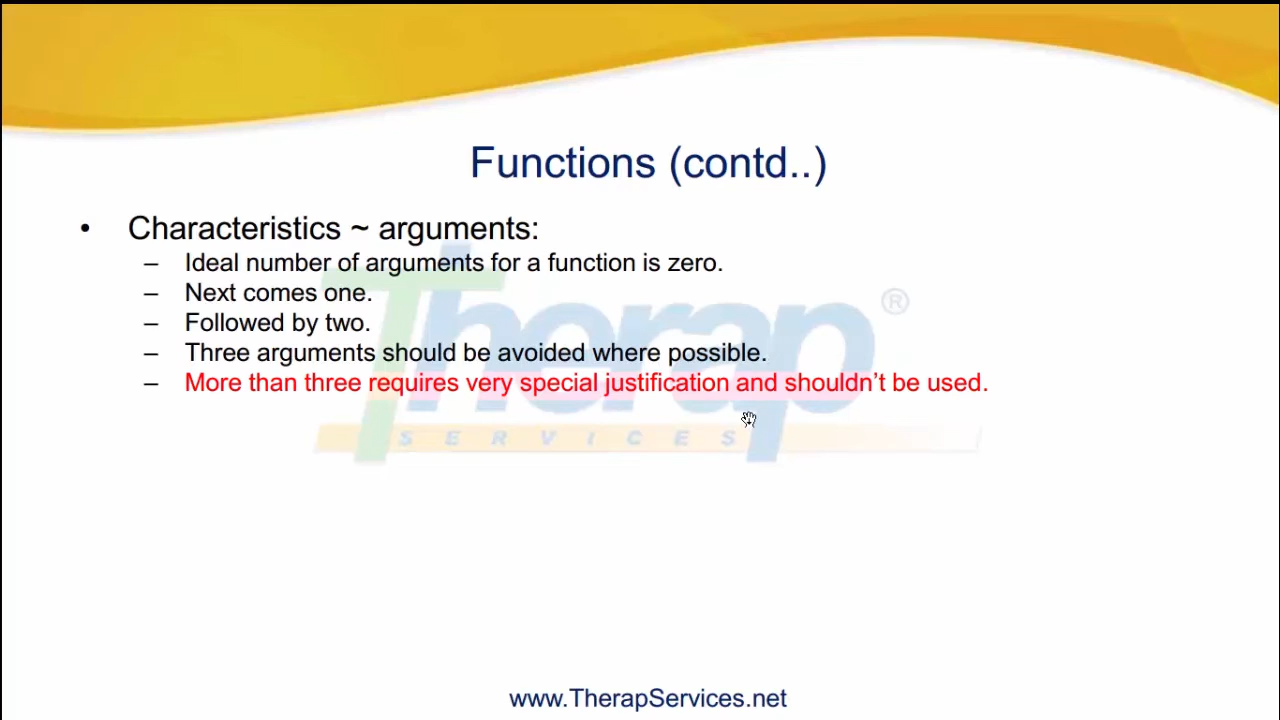 Functions (contd..)
• Characteristics ~ arguments:
– Ideal number of arguments for a function is zero.
– Next comes one.
– Followed by two.
– Three arguments should be avoided where possible.
– More than three requires very special justification and shouldn’t be used.
Therap ®
SERVICES
www.TherapServices.net